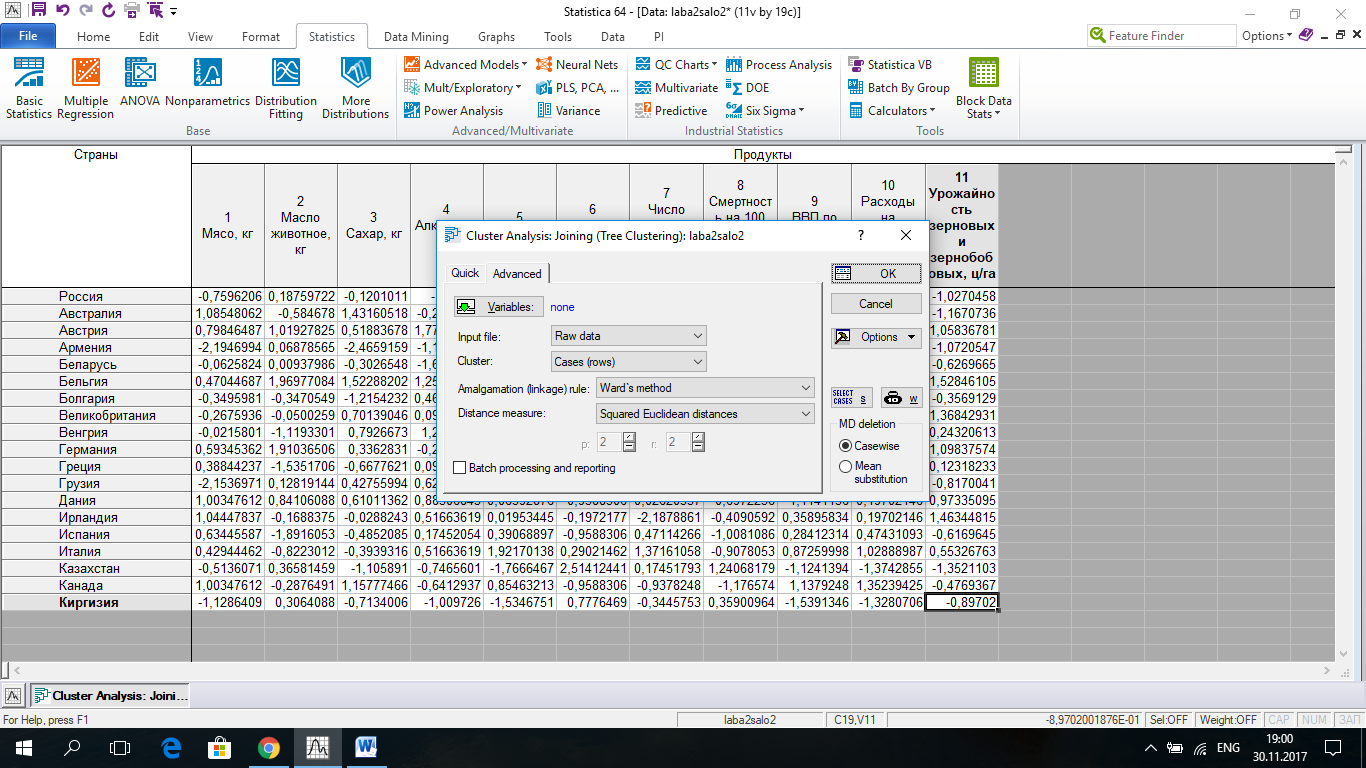 Statistica 64 - [Data: laba2salo2* (11v by 19c)]
File Home Edit View Format Statistics Data Mining Graphs Tools Data PI Feature Finder Options
Basic Statistics Multiple Regression ANOVA Nonparametrics Distribution Fitting More Distributions
Base
Advanced Models Neural Nets
Mult/Exploratory PLS, PCA, ...
Power Analysis Variance
Advanced/Multivariate
QC Charts Process Analysis
Multivariate DOE
Predictive Six Sigma
Industrial Statistics
Statistica VB
Batch By Group
Calculators
Block Data Stats
Tools
Страны Продукты
1 Мясо, кг
2 Масло животное, кг
3 Сахар, кг
4
5
6
7 Число
8 Смертност ь на 100
9 ВВП по
10 Расходы на
11 Урожайно сть зерновых и зернобоб овых, ц/га
Россия -0,7596206 0,18759722 -0,1201011 -1,0270458
Австралия 1,08548062 -0,584678 1,43160518 -1,1670736
Австрия 0,79846487 1,01927825 0,51883678 1,05836781
Армения -2,1946994 0,06878565 -2,4659159 -1,0720547
Беларусь -0,0625824 0,00937986 -0,3026548 -0,6269665
Бельгия 0,47044687 1,96977084 1,52288202 1,52846105
Болгария -0,3495981 -0,3470549 -1,2154232 -0,3569129
Великобритания -0,2675936 -0,0500259 0,70139046 1,36842931
Венгрия -0,0215801 -1,1193301 0,7926673 0,24320613
Германия 0,59345362 1,91036506 0,3362831 1,09837574
Греция 0,38844237 -1,5351706 -0,6677621 0,12318233
Грузия -2,1536971 0,12819144 0,42755994 -0,8170041
Дания 1,00347612 0,84106088 0,61011362 0,97335095
Ирландия 1,04447837 -0,1688375 -0,0288243 0,51663619 0,01953445 -0,1972177 -2,1878861 -0,4090592 0,35895834 0,19702146 1,46344815
Испания 0,63445587 -1,8916053 -0,4852085 0,17452054 0,39068897 -0,9588306 0,47114266 -1,0081086 0,28412314 0,47431093 -0,6169645
Италия 0,42944462 -0,8223012 -0,3939316 0,51663619 1,92170138 0,29021462 1,37161058 -0,9078053 0,87259998 1,02888987 0,55326763
Казахстан -0,5136071 0,36581459 -1,105891 -0,7465601 -1,7666467 2,51412441 0,17451793 1,24068179 -1,1241394 -1,3742855 -1,3521103
Канада 1,00347612 -0,2876491 1,15777466 -0,6412937 0,85463213 -0,9588306 -0,9378248 -1,176574 1,1379248 1,35239425 -0,4769367
Киргизия -1,1286409 0,3064088 -0,7134006 -1,009726 -1,5346751 0,7776469 -0,3445753 0,35900964 -1,5391346 -1,3280706 -0,89702
Cluster Analysis: Joining (Tree Clustering): laba2salo2 ?
Quick Advanced
Variables: none
Input file: Raw data
Cluster: Cases (rows)
Amalgamation (linkage) rule: Ward`s method
Distance measure: Squared Euclidean distances
p: 2 r: 2
Batch processing and reporting
OK
Cancel
Options
SELECT CASES S W
MD deletion
Casewise
Mean substitution
Cluster Analysis: Joini...
For Help, press F1 laba2salo2 C19,V11 -8,9702001876E-01 Sel:OFF Weight:OFF CAP NUM ЗАП
ENG 19:00
30.11.2017